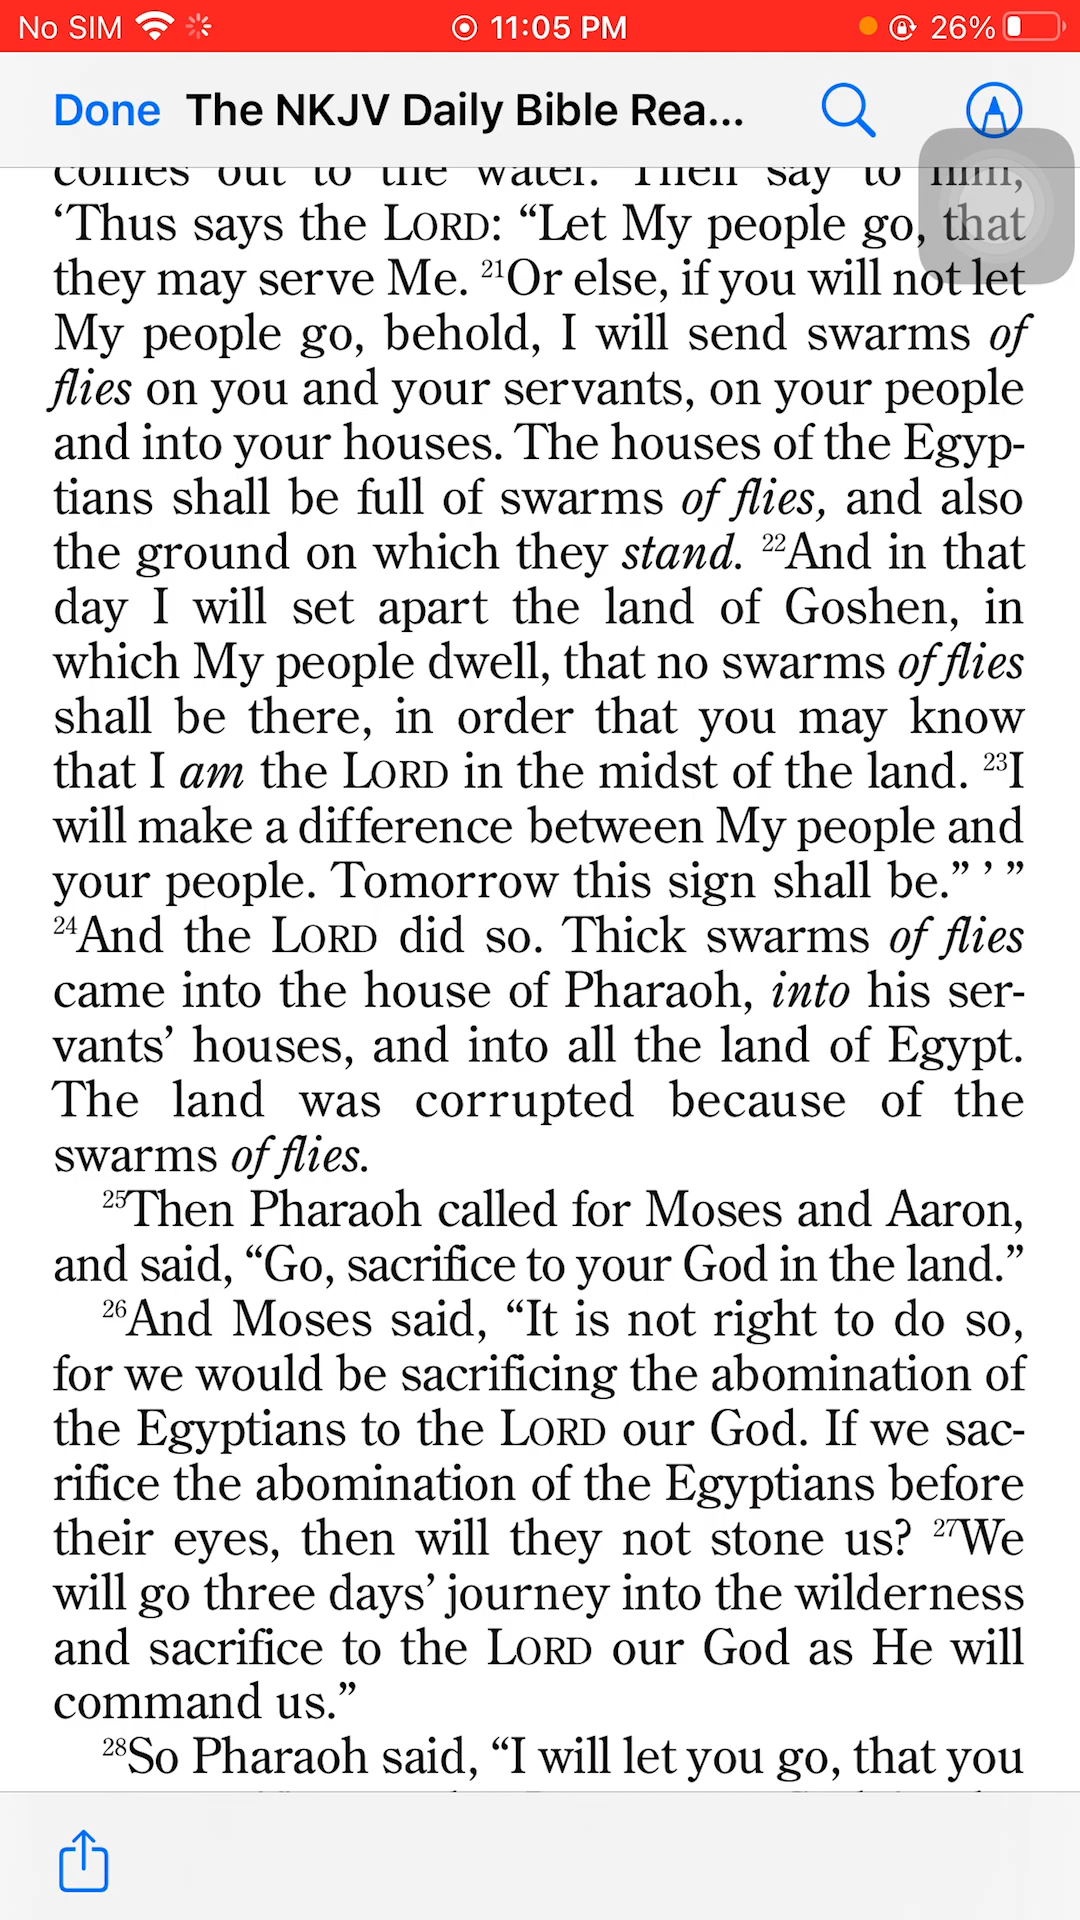 No SIM 11:05 PM 26%
Done The NKJV Daily Bible Rea...
comes out to the water. Then say to him,
‘Thus says the LORD: “Let My people go, that
they may serve Me. 21Or else, if you will not let
My people go, behold, I will send swarms of
flies on you and your servants, on your people
and into your houses. The houses of the Egyp-
tians shall be full of swarms of flies, and also
the ground on which they stand. 22And in that
day I will set apart the land of Goshen, in
which My people dwell, that no swarms of flies
shall be there, in order that you may know
that I am the LORD in the midst of the land. 23I
will make a difference between My people and
your people. Tomorrow this sign shall be.” ’ ”
24And the LORD did so. Thick swarms of flies
came into the house of Pharaoh, into his ser-
vants’ houses, and into all the land of Egypt.
The land was corrupted because of the
swarms of flies.
25Then Pharaoh called for Moses and Aaron,
and said, “Go, sacrifice to your God in the land.”
26And Moses said, “It is not right to do so,
for we would be sacrificing the abomination of
the Egyptians to the LORD our God. If we sac-
rifice the abomination of the Egyptians before
their eyes, then will they not stone us? 27We
will go three days’ journey into the wilderness
and sacrifice to the LORD our God as He will
command us.”
28So Pharaoh said, “I will let you go, that you